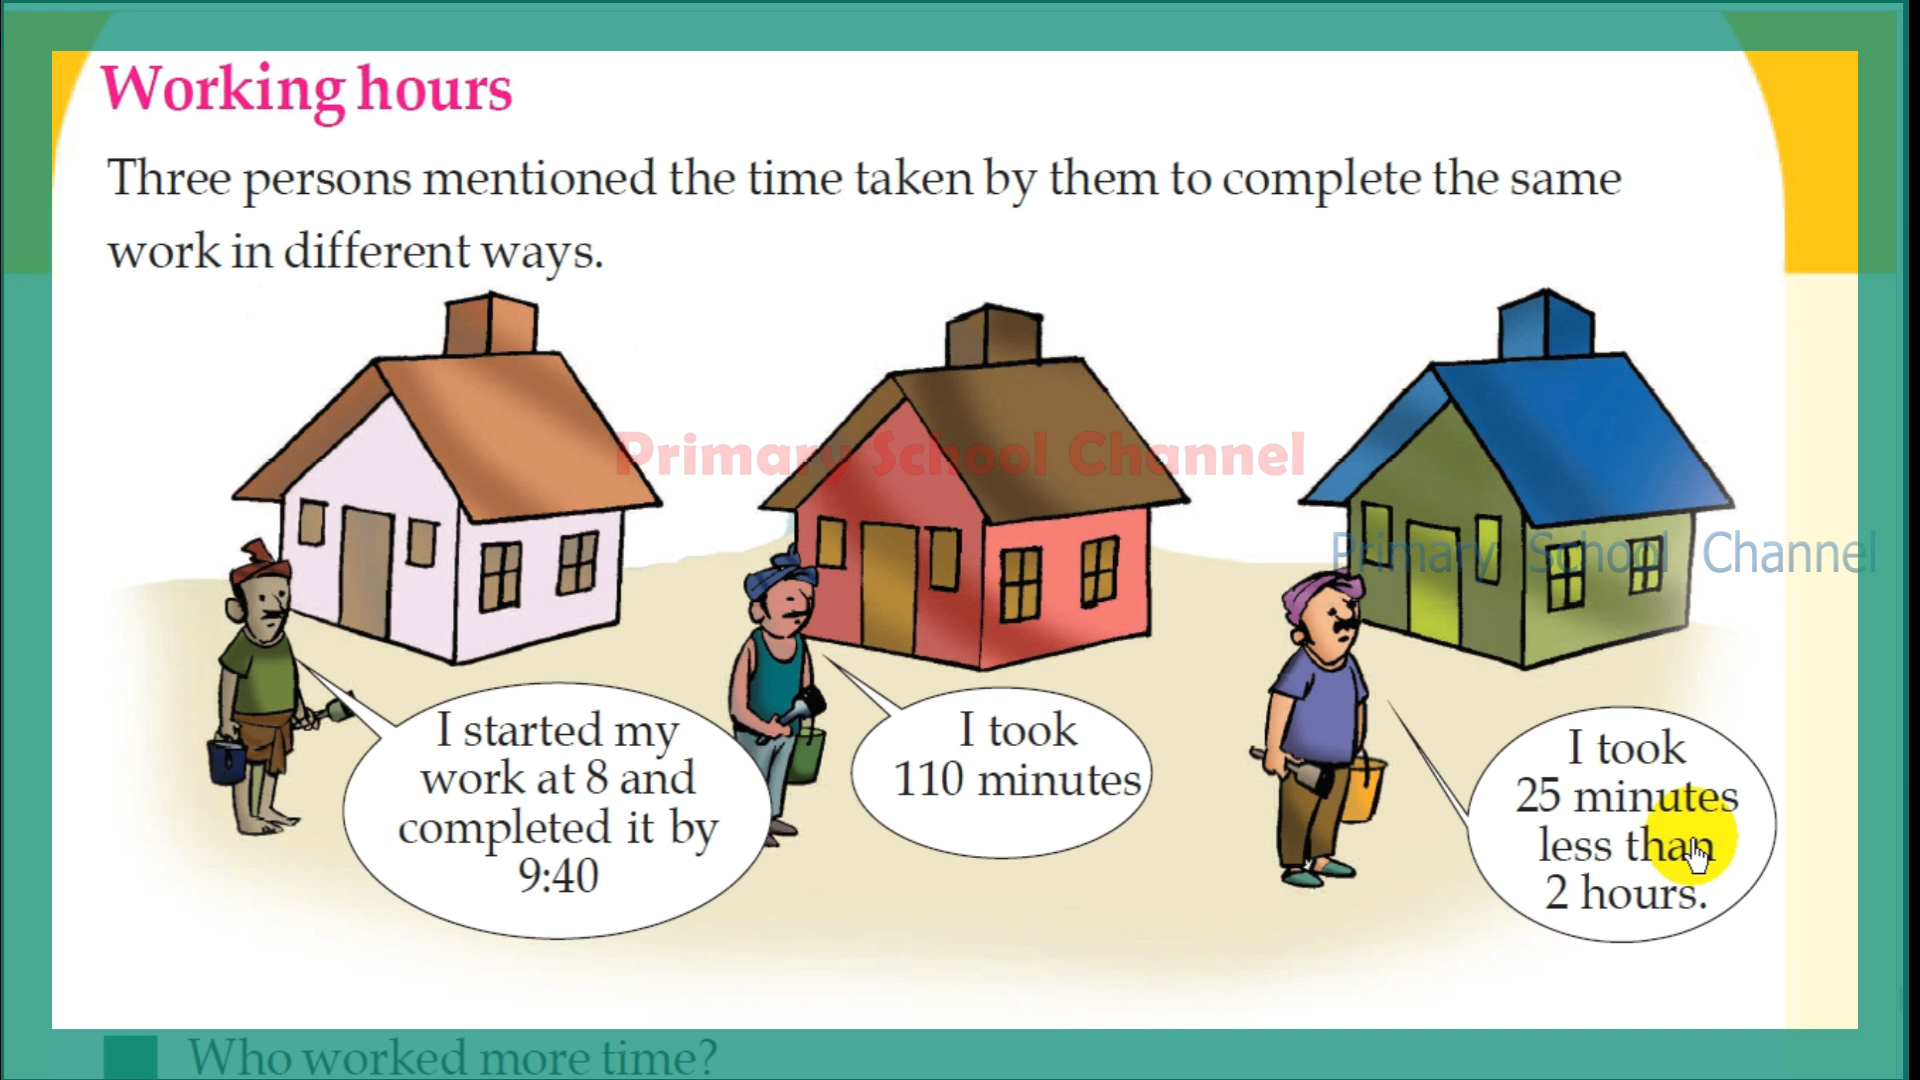 Working hours
Three persons mentioned the time taken by them to complete the same
work in different ways.
Primary School Channel
Primary School Channel
I started my
work at 8 and
completed it by
9:40
I took
110 minutes
I took
25 minutes
less than
2 hours.
Who worked more time?